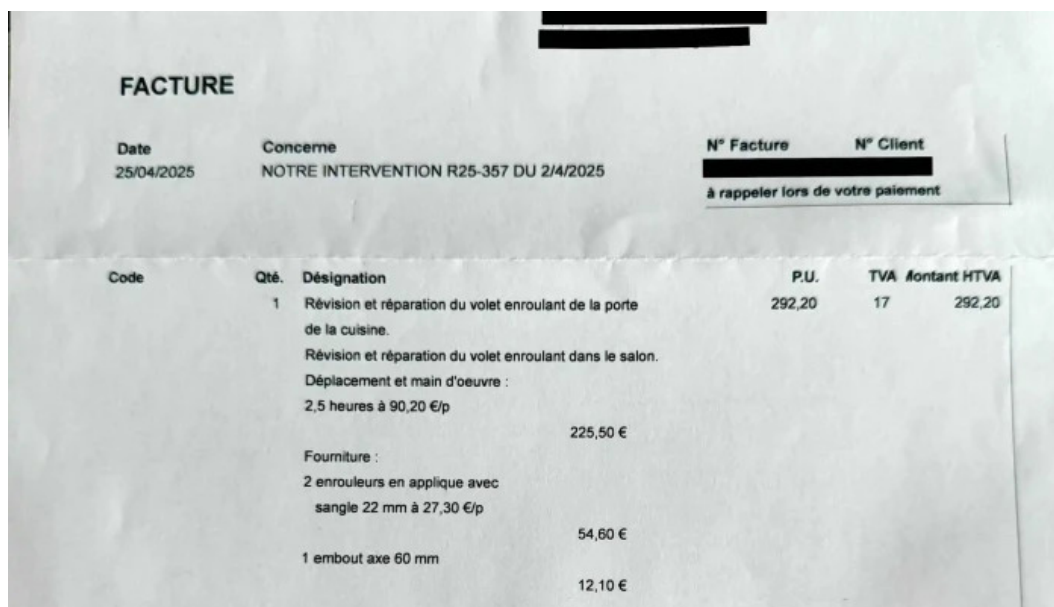 FACTURE
Date Concerne N° Facture N° Client
25/04/2025 NOTRE INTERVENTION R25-357 DU 2/4/2025
à rappeler lors de votre paiement
Code Qté. Désignation P.U. TVA Montant HTVA
1 Révision et réparation du volet enroulant de la porte 292,20 17 292,20
de la cuisine.
Révision et réparation du volet enroulant dans le salon.
Déplacement et main d'oeuvre :
2,5 heures à 90,20 €/p
225,50 €
Fourniture :
2 enrouleurs en applique avec
sangle 22 mm à 27,30 €/p
54,60 €
1 embout axe 60 mm
12,10 €